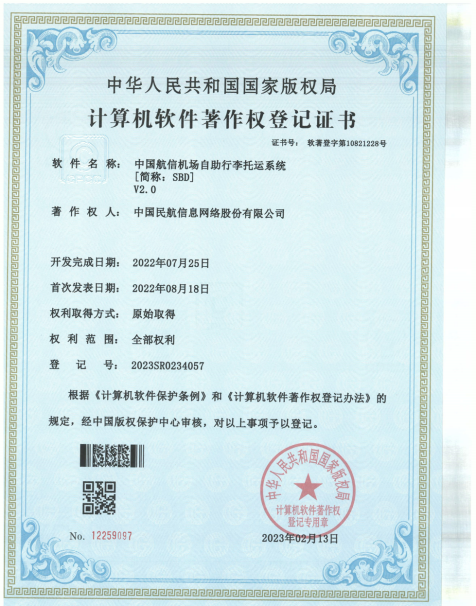 中华人民共和国国家版权局
计算机软件著作权登记证书
证书号： 软著登字第10821228号
软件名称： 中国航信机场自助行李托运系统
[简称：SBD]
V2.0
著作权人： 中国民航信息网络股份有限公司
开发完成日期： 2022年07月25日
首次发表日期： 2022年08月18日
权利取得方式： 原始取得
权利范围： 全部权利
登记号： 2023SR0234057
根据《计算机软件保护条例》和《计算机软件著作权登记办法》的
规定，经中国版权保护中心审核，对以上事项予以登记。
中华人民共和国国家版权局
计算机软件著作权
登记专用章
No. 12259097
2023年02月13日